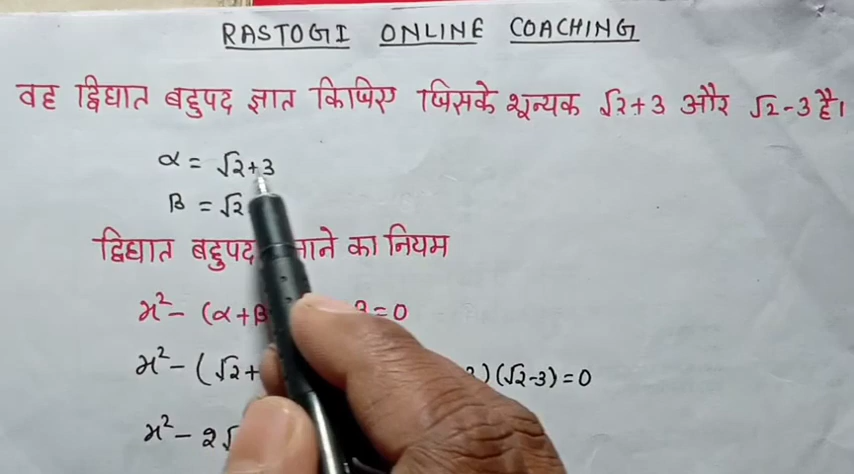 RASTOGI ONLINE COACHING
वह द्विघात बहुपद ज्ञात किजिए जिसके शून्यक √2+3 और √2-3 है।
α = √2+3
β = √2
द्विघात बहुपद का नियम
x² - (α+β = 0
x² - (√2+ )(√2-3) = 0
x² - 2√